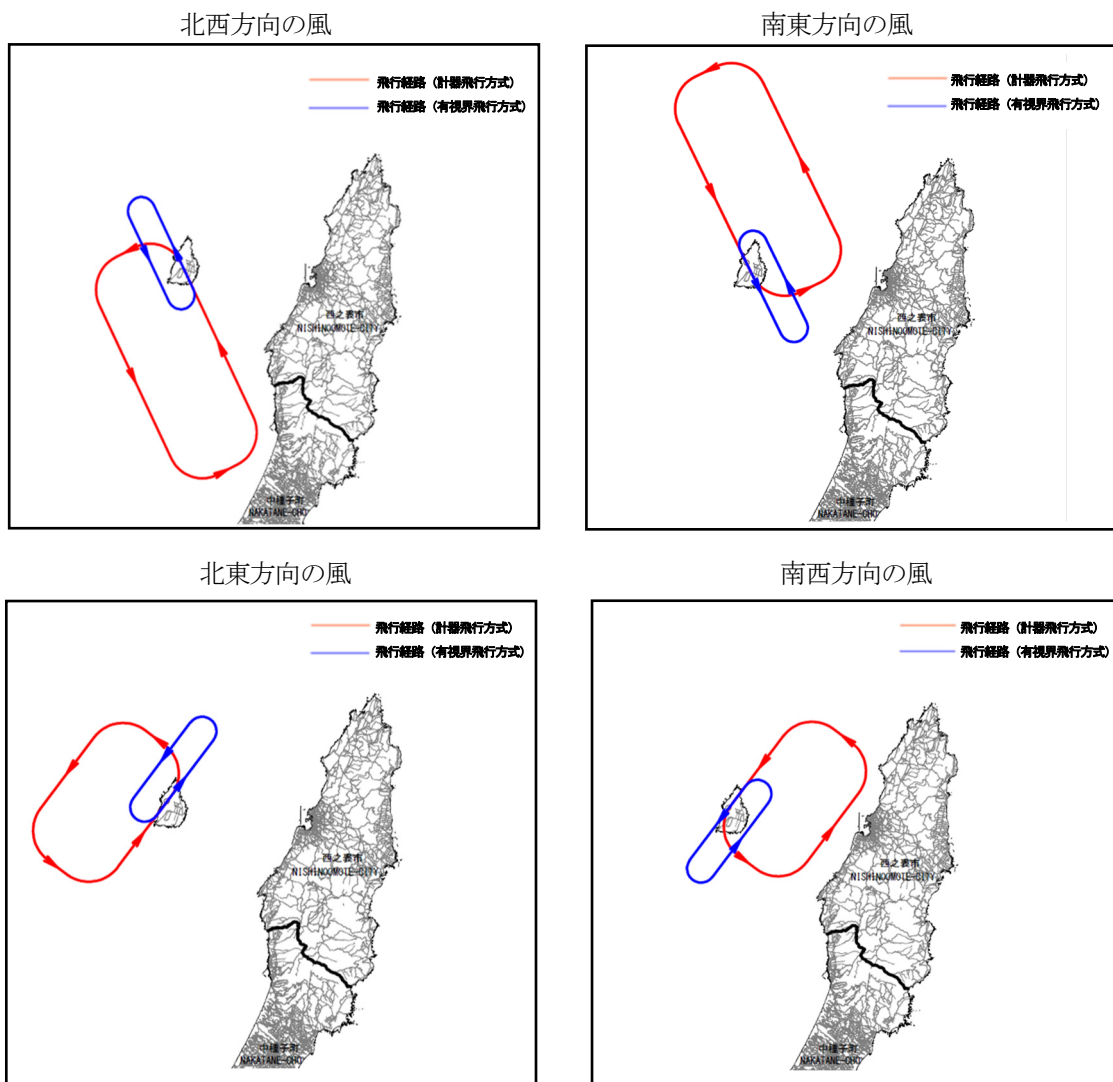 北西方向の風
飛行経路（計器飛行方式）
飛行経路（有視界飛行方式）
西之表市
NISHINOOMOTE-CITY
中種子町
NAKATANE-CHO
南東方向の風
飛行経路（計器飛行方式）
飛行経路（有視界飛行方式）
西之表市
NISHINOOMOTE-CITY
中種子町
NAKATANE-CHO
北東方向の風
飛行経路（計器飛行方式）
飛行経路（有視界飛行方式）
西之表市
NISHINOOMOTE-CITY
中種子町
NAKATANE-CHO
南西方向の風
飛行経路（計器飛行方式）
飛行経路（有視界飛行方式）
西之表市
NISHINOOMOTE-CITY
中種子町
NAKATANE-CHO